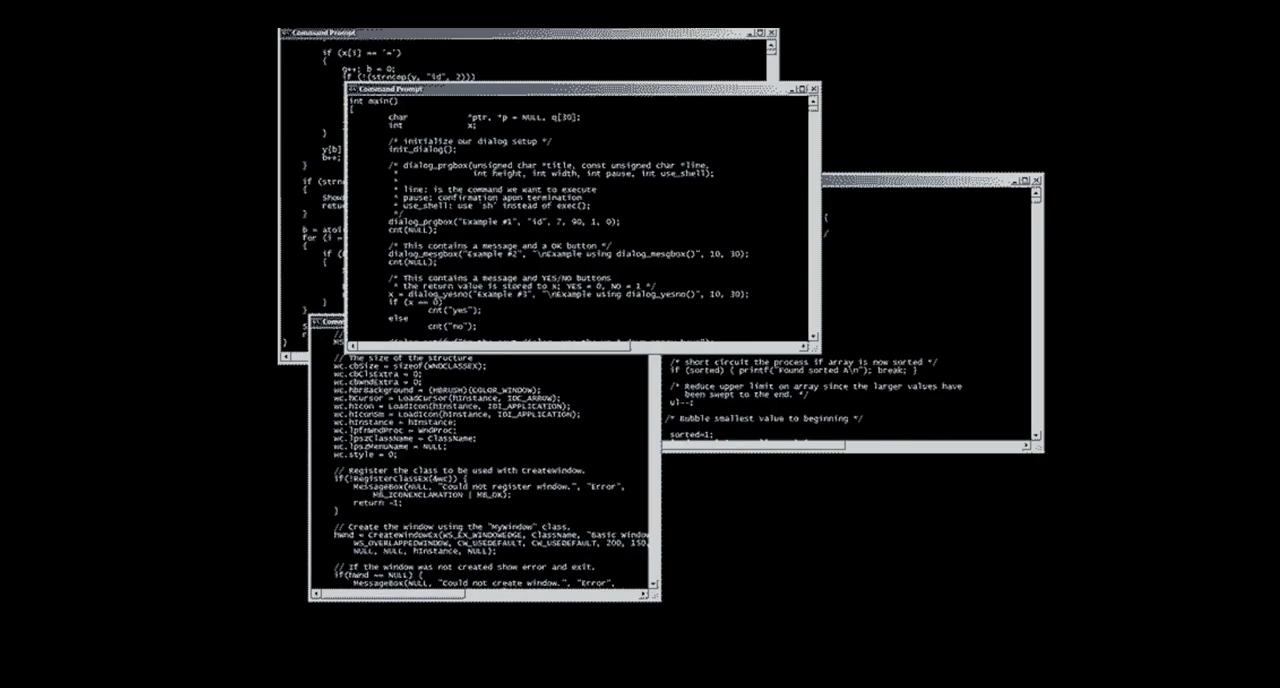 Command Prompt
if (x[i] == '=')
{
q++; b = 0;
if (!(strncmp(y, "id", 2)))
}
y[b]
b++;
}
if (strn
{
Show
retu
}
b = atoi
for (i =
{
if (
{
}
}
}
Command Prompt
int main()
{
char *ptr, *p = NULL, q[30];
int x;
/* initialize our dialog setup */
init_dialog();
/* dialog_prgbox(unsigned char *title, const unsigned char *line,
* int height, int width, int pause, int use_shell);
*
* line: is the command we want to execute
* pause: confirmation apon termination
* use_shell: use 'sh' instead of exec();
*/
dialog_prgbox("Example #1", "id", 7, 90, 1, 0);
cnt(NULL);
/* This contains a message and a OK button */
dialog_mesgbox("Example #2", "\nExample using dialog_mesgbox()", 10, 30);
cnt(NULL);
/* This contains a message and YES/NO buttons
* the return value is stored to x; YES = 0, NO = 1 */
x = dialog_yesno("Example #3", "\nExample using dialog_yesno()", 10, 30);
if (x == 0)
cnt("yes");
else
cnt("no");
{
/
/* short circuit the process if array is now sorted */
if (sorted) { printf("Found sorted A\n"); break; }
/* Reduce upper limit on array since the larger values have
been swept to the end. */
ul--;
/* Bubble smallest value to beginning */
sorted=1;
Comm
//
// The size of the structure
wc.cbSize = sizeof(WNDCLASSEX);
wc.cbClsExtra = 0;
wc.cbWndExtra = 0;
wc.hbrBackground = (HBRUSH)(COLOR_WINDOW);
wc.hCursor = LoadCursor(hInstance, IDC_ARROW);
wc.hIcon = LoadIcon(hInstance, IDI_APPLICATION);
wc.hIconSm = LoadIcon(hInstance, IDI_APPLICATION);
wc.hInstance = hInstance;
wc.lpfnWndProc = WndProc;
wc.lpszClassName = ClassName;
wc.lpszMenuName = NULL;
wc.style = 0;
// Register the class to be used with CreateWindow.
if(!RegisterClassEx(&wc)) {
MessageBox(NULL, "Could not register window.", "Error",
MB_ICONEXCLAMATION | MB_OK);
return -1;
}
// Create the window using the "MyWindow" class.
hwnd = CreateWindowEx(WS_EX_WINDOWEDGE, ClassName, "Basic Window
WS_OVERLAPPEDWINDOW, CW_USEDEFAULT, CW_USEDEFAULT, 200, 150,
NULL, NULL, hInstance, NULL);
// If the window was not created show error and exit.
if(hwnd == NULL) {
MessageBox(NULL, "Could not create window.", "Error",